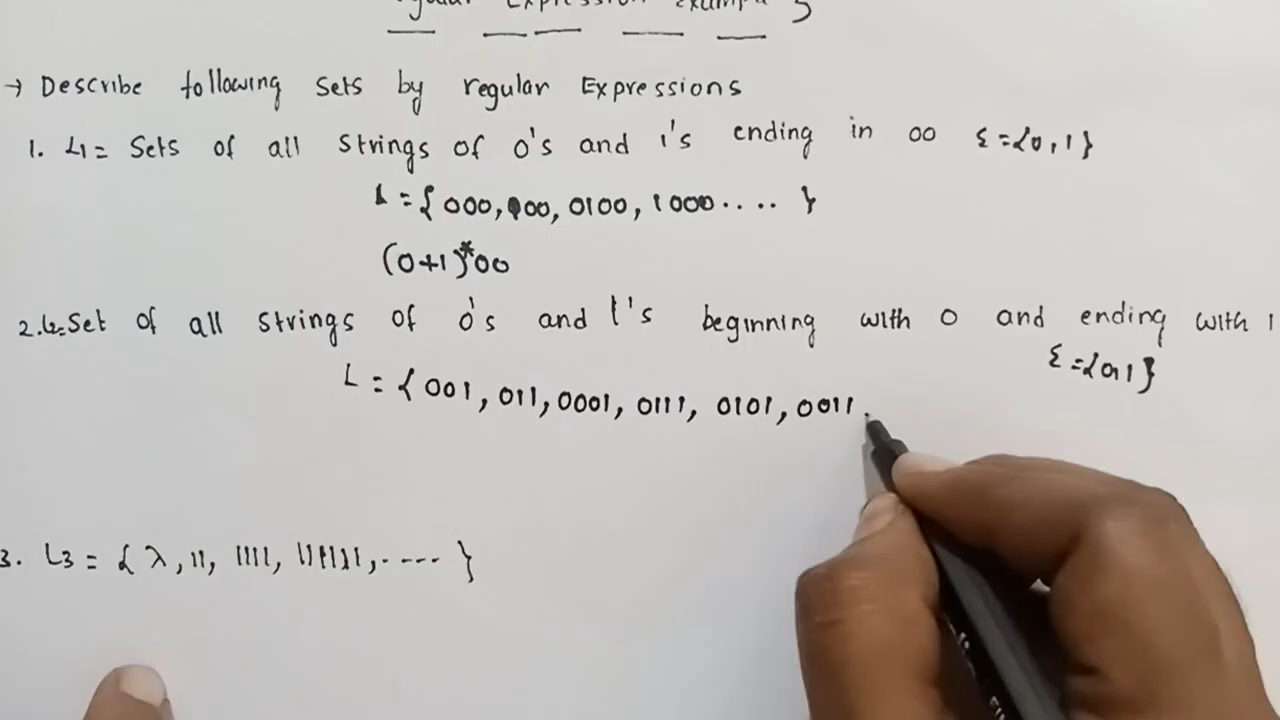 Regular Expression examples
→ Describe following Sets by regular Expressions
1. L1 = Sets of all Strings of 0's and 1's ending in 00 Σ = {0,1}
L = {000, 100, 0100, 1000.... }
(0+1)*00
2. L2=Set of all Strings of 0's and 1's beginning with 0 and ending with 1
Σ = {0,1}
L = {001, 011, 0001, 0111, 0101, 0011.
3. L3 = {λ, 11, 1111, 111111, .---- }